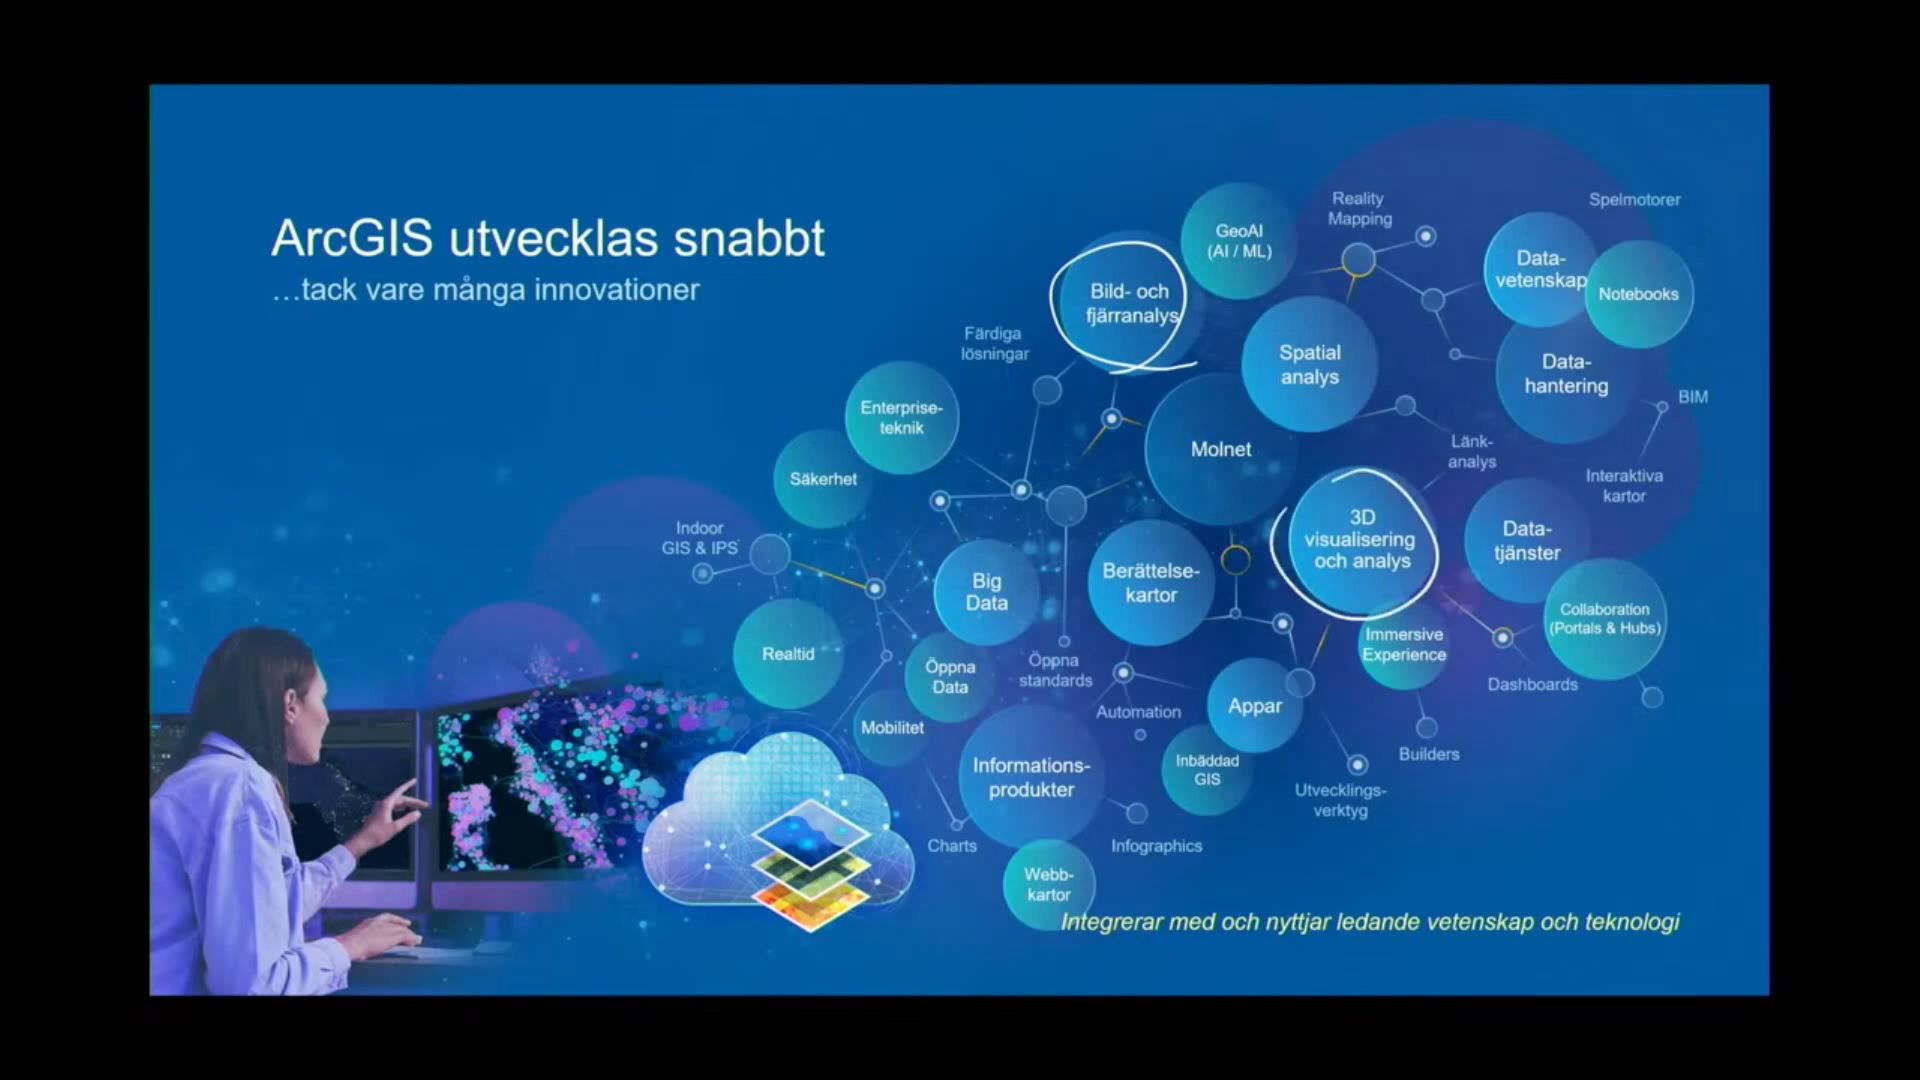 ArcGIS utvecklas snabbt
…tack vare många innovationer
GeoAI
(AI / ML)
Reality
Mapping
Spelmotorer
Bild- och
fjärranalys
Data-
vetenskap
Notebooks
Färdiga
lösningar
Spatial
analys
Data-
hantering
BIM
Enterprise-
teknik
Molnet
Länk-
analys
Säkerhet
Interaktiva
kartor
Indoor
GIS & IPS
3D
visualisering
och analys
Data-
tjänster
Big
Data
Berättelse-
kartor
Collaboration
(Portals & Hubs)
Realtid
Immersive
Experience
Öppna
Data
Öppna
standards
Dashboards
Mobilitet
Automation
Appar
Builders
Informations-
produkter
Inbäddad
GIS
Utvecklings-
verktyg
Charts
Infographics
Webb-
kartor
Integrerar med och nyttjar ledande vetenskap och teknologi